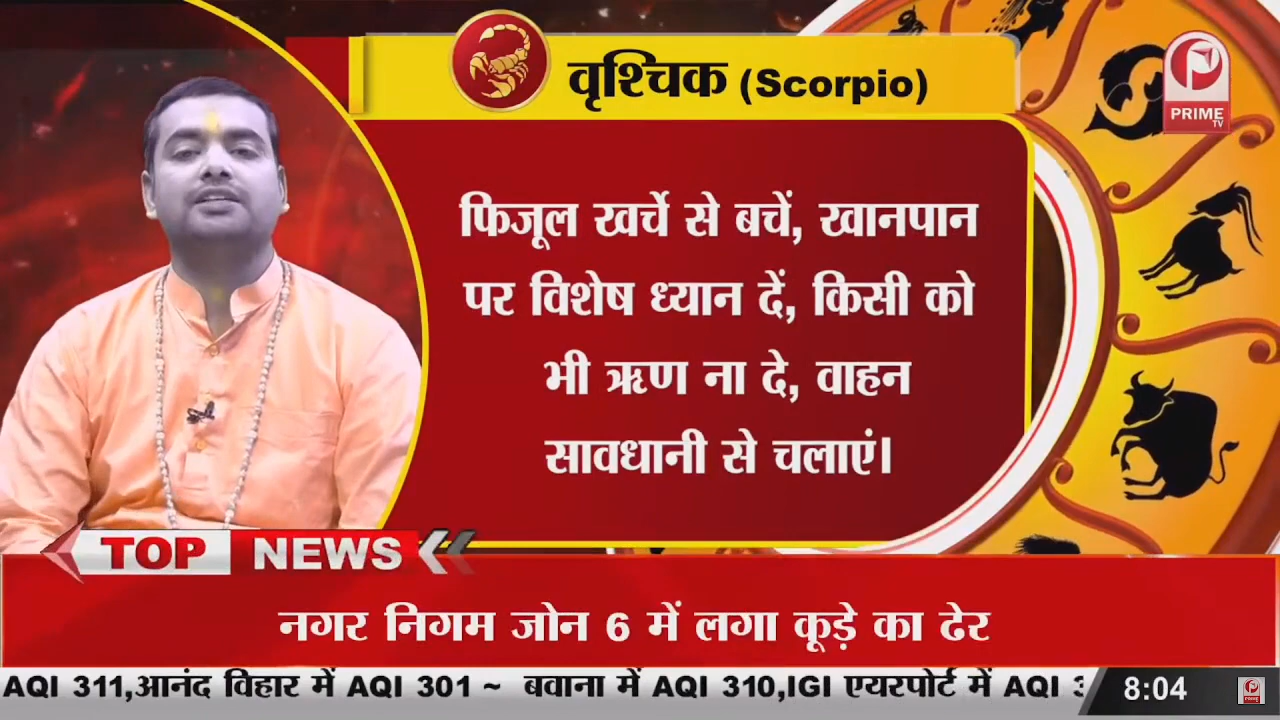 वृश्चिक (Scorpio)
PRIME
TV
फिजूल खर्चे से बचें, खानपान
पर विशेष ध्यान दें, किसी को
भी ऋण ना दे, वाहन
सावधानी से चलाएं।
TOP NEWS
नगर निगम जोन 6 में लगा कूड़े का ढेर
AQI 311,आनंद विहार में AQI 301 ~ बवाना में AQI 310,IGI एयरपोर्ट में AQI
8:04